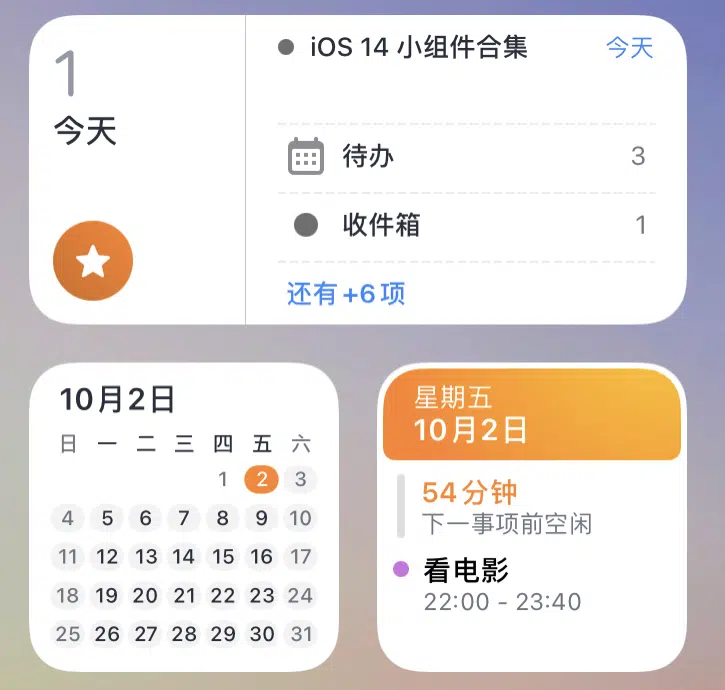 1
今天
iOS 14 小组件合集 今天
待办 3
收件箱 1
还有+6项
10月2日
日 一 二 三 四 五 六
1 2 3
4 5 6 7 8 9 10
11 12 13 14 15 16 17
18 19 20 21 22 23 24
25 26 27 28 29 30 31
星期五
10月2日
54分钟
下一事项前空闲
看电影
22:00 - 23:40